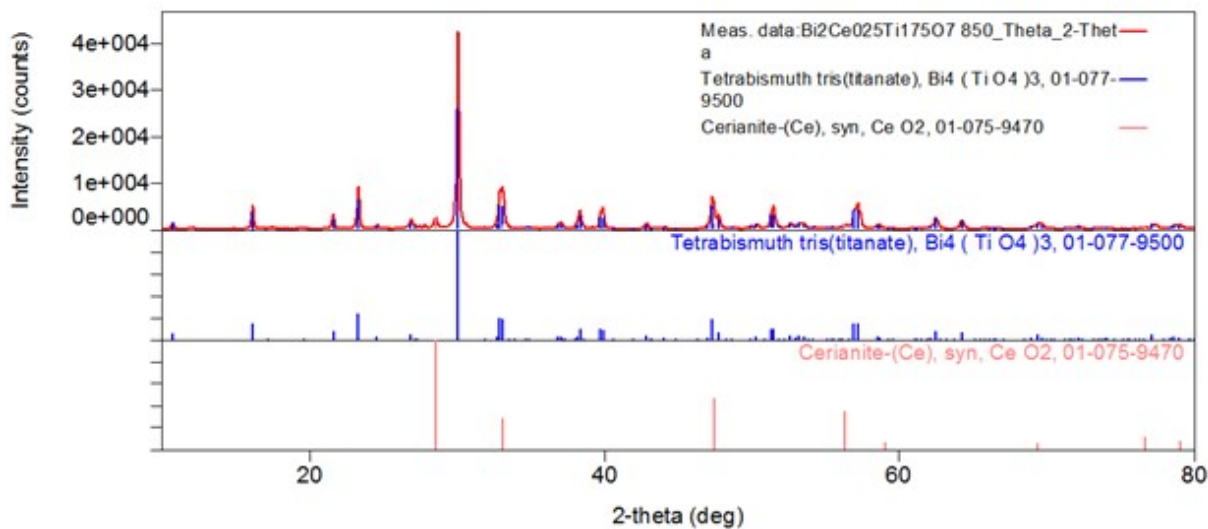 Meas. data:Bi2Ce025Ti175O7 850_Theta_2-Thet
a
Tetrabismuth tris(titanate), Bi4 ( Ti O4 )3, 01-077-
9500
Cerianite-(Ce), syn, Ce O2, 01-075-9470
Intensity (counts)
4e+004
3e+004
2e+004
1e+004
0e+000
Tetrabismuth tris(titanate), Bi4 ( Ti O4 )3, 01-077-9500
Cerianite-(Ce), syn, Ce O2, 01-075-9470
20 40 60 80
2-theta (deg)